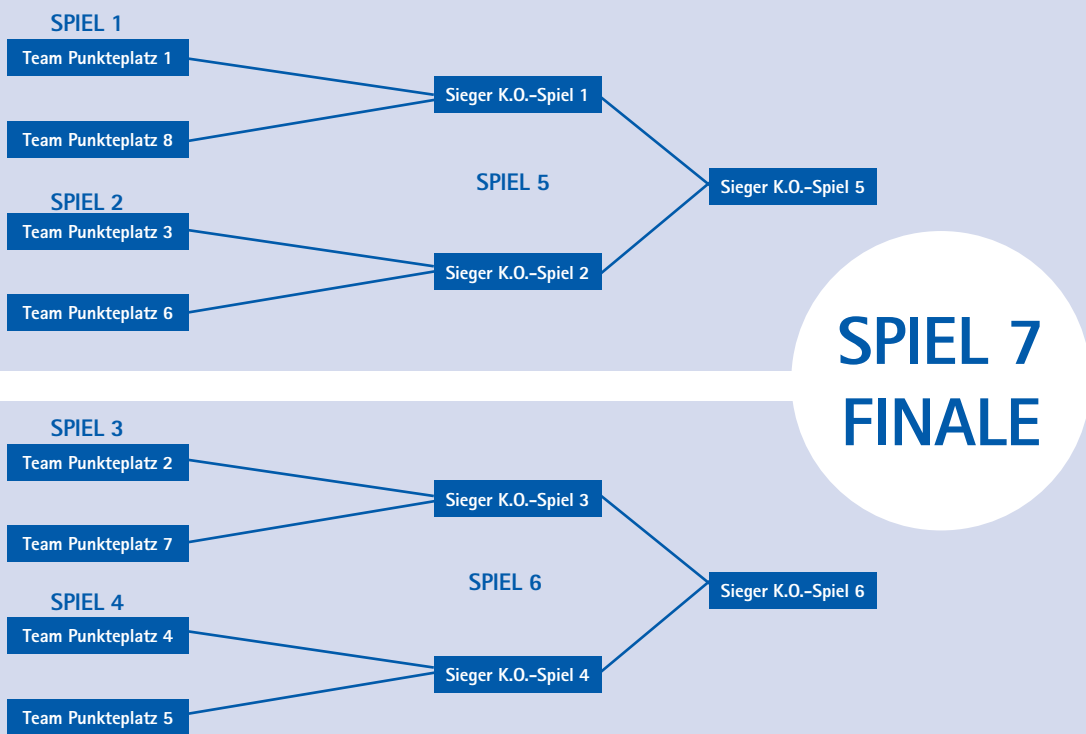 SPIEL 1
Team Punkteplatz 1
Sieger K.O.-Spiel 1
Team Punkteplatz 8
SPIEL 5
Sieger K.O.-Spiel 5
SPIEL 2
Team Punkteplatz 3
Sieger K.O.-Spiel 2
Team Punkteplatz 6
SPIEL 7
FINALE
SPIEL 3
Team Punkteplatz 2
Sieger K.O.-Spiel 3
Team Punkteplatz 7
SPIEL 6
Sieger K.O.-Spiel 6
SPIEL 4
Team Punkteplatz 4
Sieger K.O.-Spiel 4
Team Punkteplatz 5